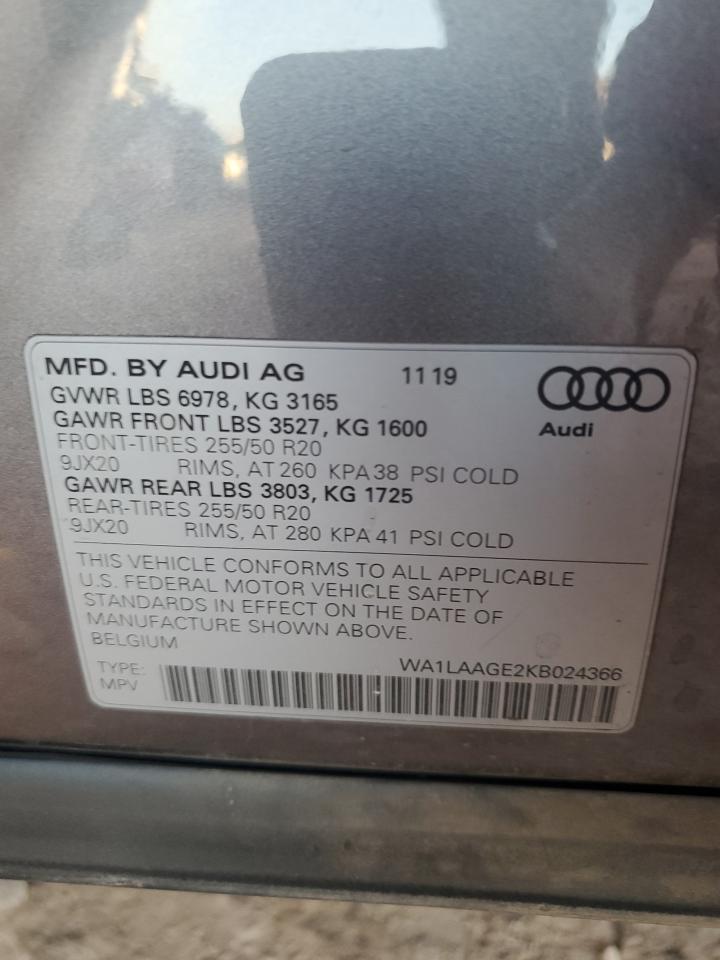 MFD. BY AUDI AG 11 19
GVWR LBS 6978, KG 3165
GAWR FRONT LBS 3527, KG 1600
Audi
FRONT-TIRES 255/50 R20
9JX20 RIMS, AT 260 KPA 38 PSI COLD
GAWR REAR LBS 3803, KG 1725
REAR-TIRES 255/50 R20
9JX20 RIMS, AT 280 KPA 41 PSI COLD
THIS VEHICLE CONFORMS TO ALL APPLICABLE
U.S. FEDERAL MOTOR VEHICLE SAFETY
STANDARDS IN EFFECT ON THE DATE OF
MANUFACTURE SHOWN ABOVE.
BELGIUM
WA1LAAGE2KB024366
TYPE:
MPV